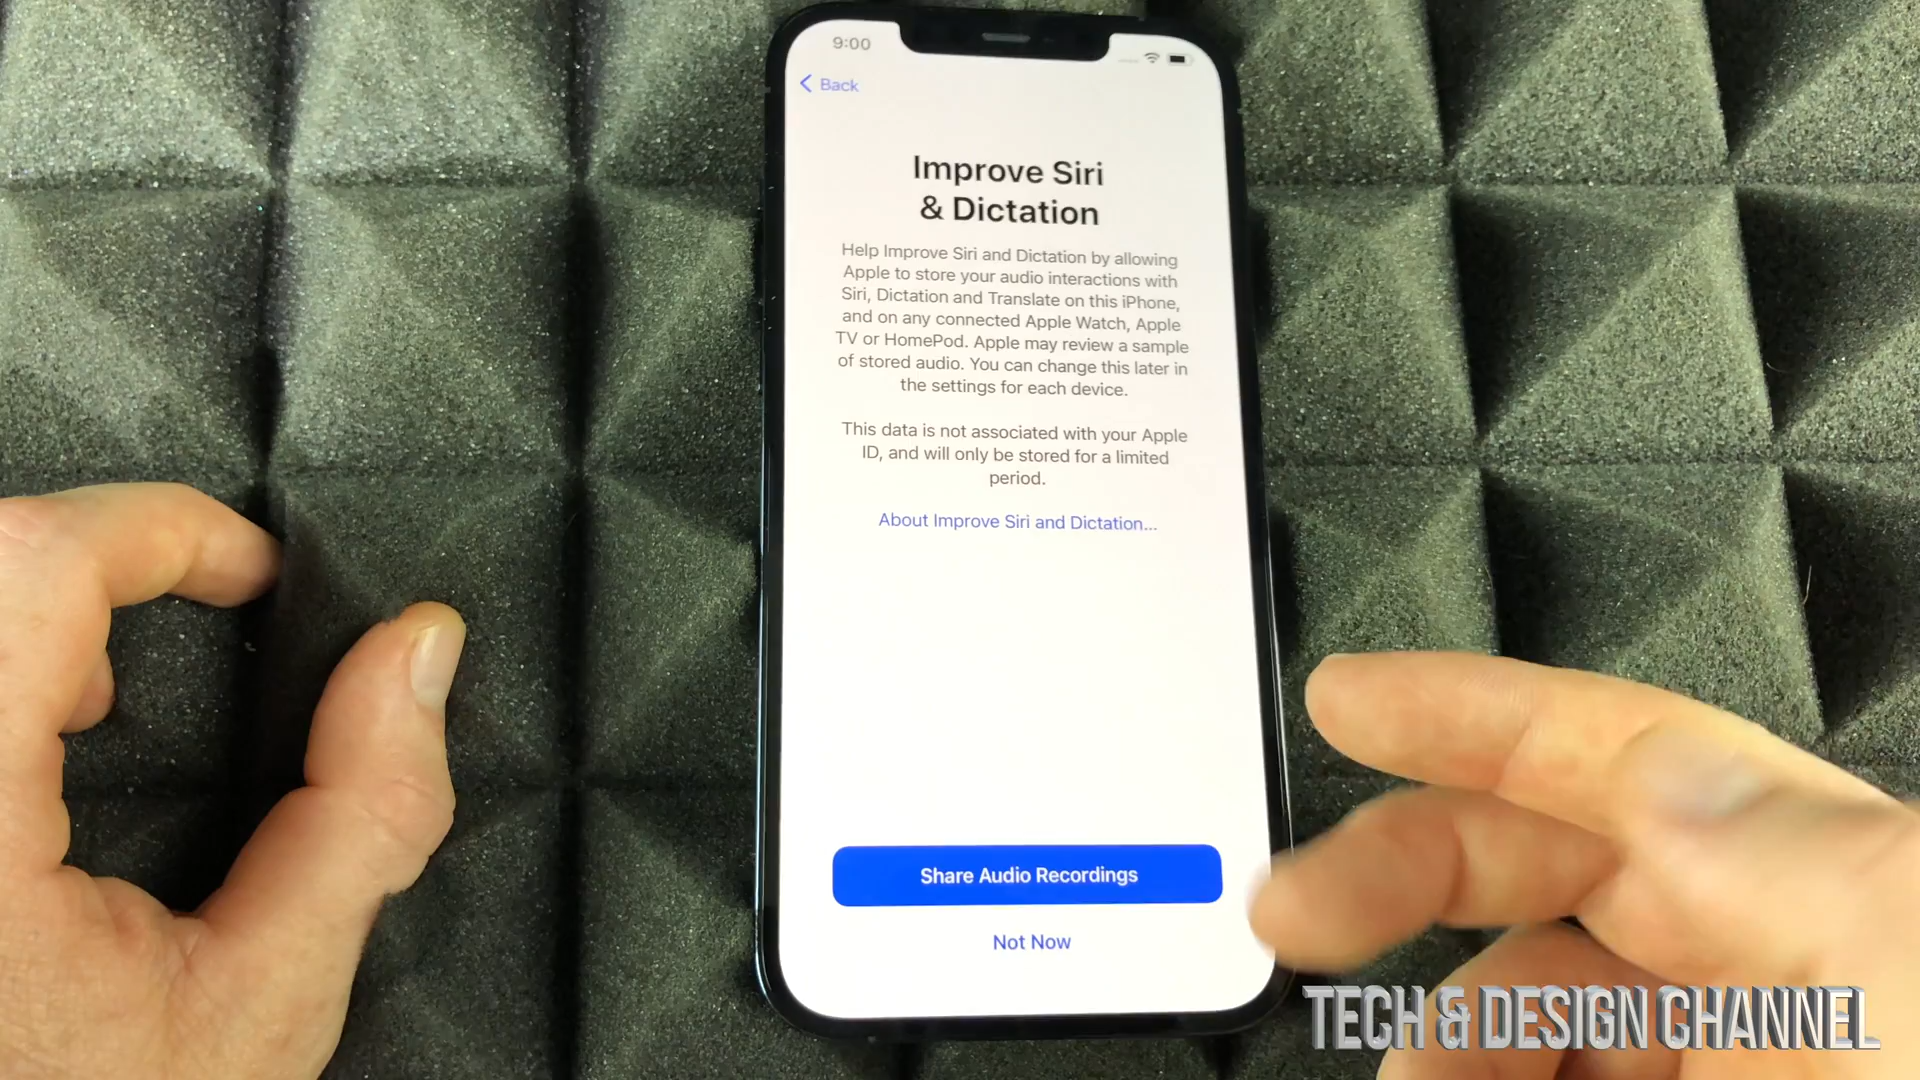 9:00
Back
Improve Siri
& Dictation
Help Improve Siri and Dictation by allowing
Apple to store your audio interactions with
Siri, Dictation and Translate on this iPhone,
and on any connected Apple Watch, Apple
TV or HomePod. Apple may review a sample
of stored audio. You can change this later in
the settings for each device.
This data is not associated with your Apple
ID, and will only be stored for a limited
period.
About Improve Siri and Dictation...
Share Audio Recordings
Not Now
TECH & DESIGN CHANNEL